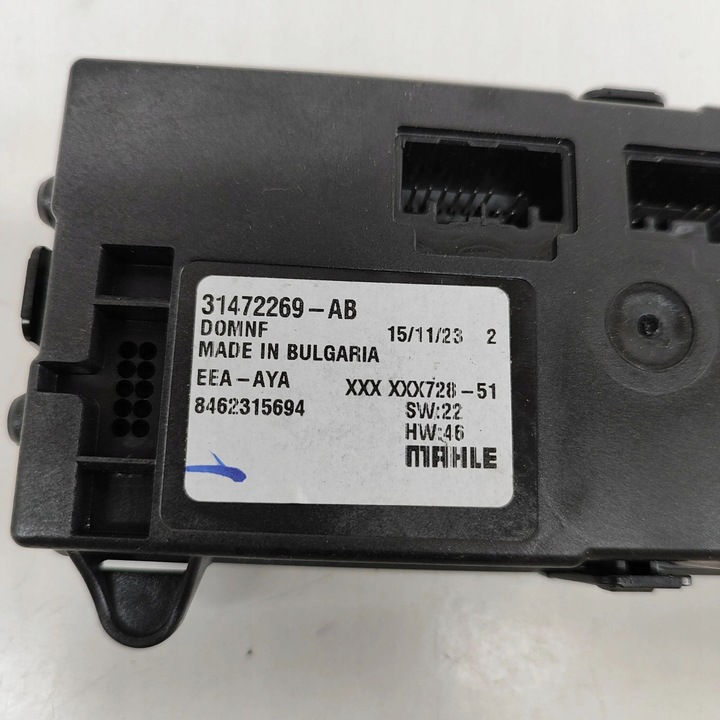 31472269-AB
DOMNF 15/11/23 2
MADE IN BULGARIA
EEA-AYA XXX XXX728-51
8462315694 SW:22
HW:46
MAHLE